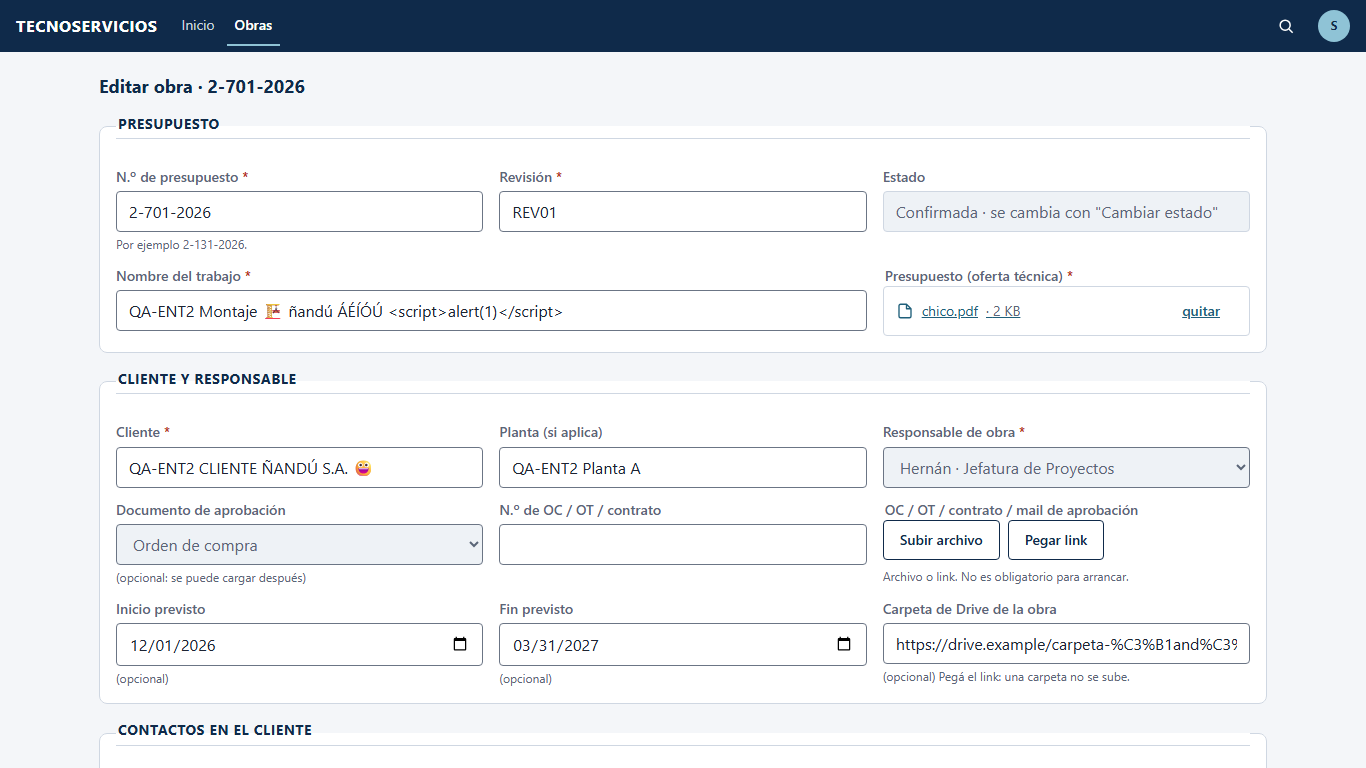 TECNOSERVICIOS Inicio Obras S
Editar obra · 2-701-2026
PRESUPUESTO
N.º de presupuesto * Revisión * Estado
2-701-2026 REV01 Confirmada · se cambia con "Cambiar estado"
Por ejemplo 2-131-2026.
Nombre del trabajo * Presupuesto (oferta técnica) *
QA-ENT2 Montaje 🏗️ ñandú ÁÉÍÓÚ <script>alert(1)</script> chico.pdf · 2 KB quitar
CLIENTE Y RESPONSABLE
Cliente * Planta (si aplica) Responsable de obra *
QA-ENT2 CLIENTE ÑANDÚ S.A. 🤪 QA-ENT2 Planta A Hernán · Jefatura de Proyectos
Documento de aprobación N.º de OC / OT / contrato OC / OT / contrato / mail de aprobación
Orden de compra Subir archivo Pegar link
(opcional: se puede cargar después) Archivo o link. No es obligatorio para arrancar.
Inicio previsto Fin previsto Carpeta de Drive de la obra
12/01/2026 03/31/2027 https://drive.example/carpeta-%C3%B1and%C3%
(opcional) (opcional) (opcional) Pegá el link: una carpeta no se sube.
CONTACTOS EN EL CLIENTE